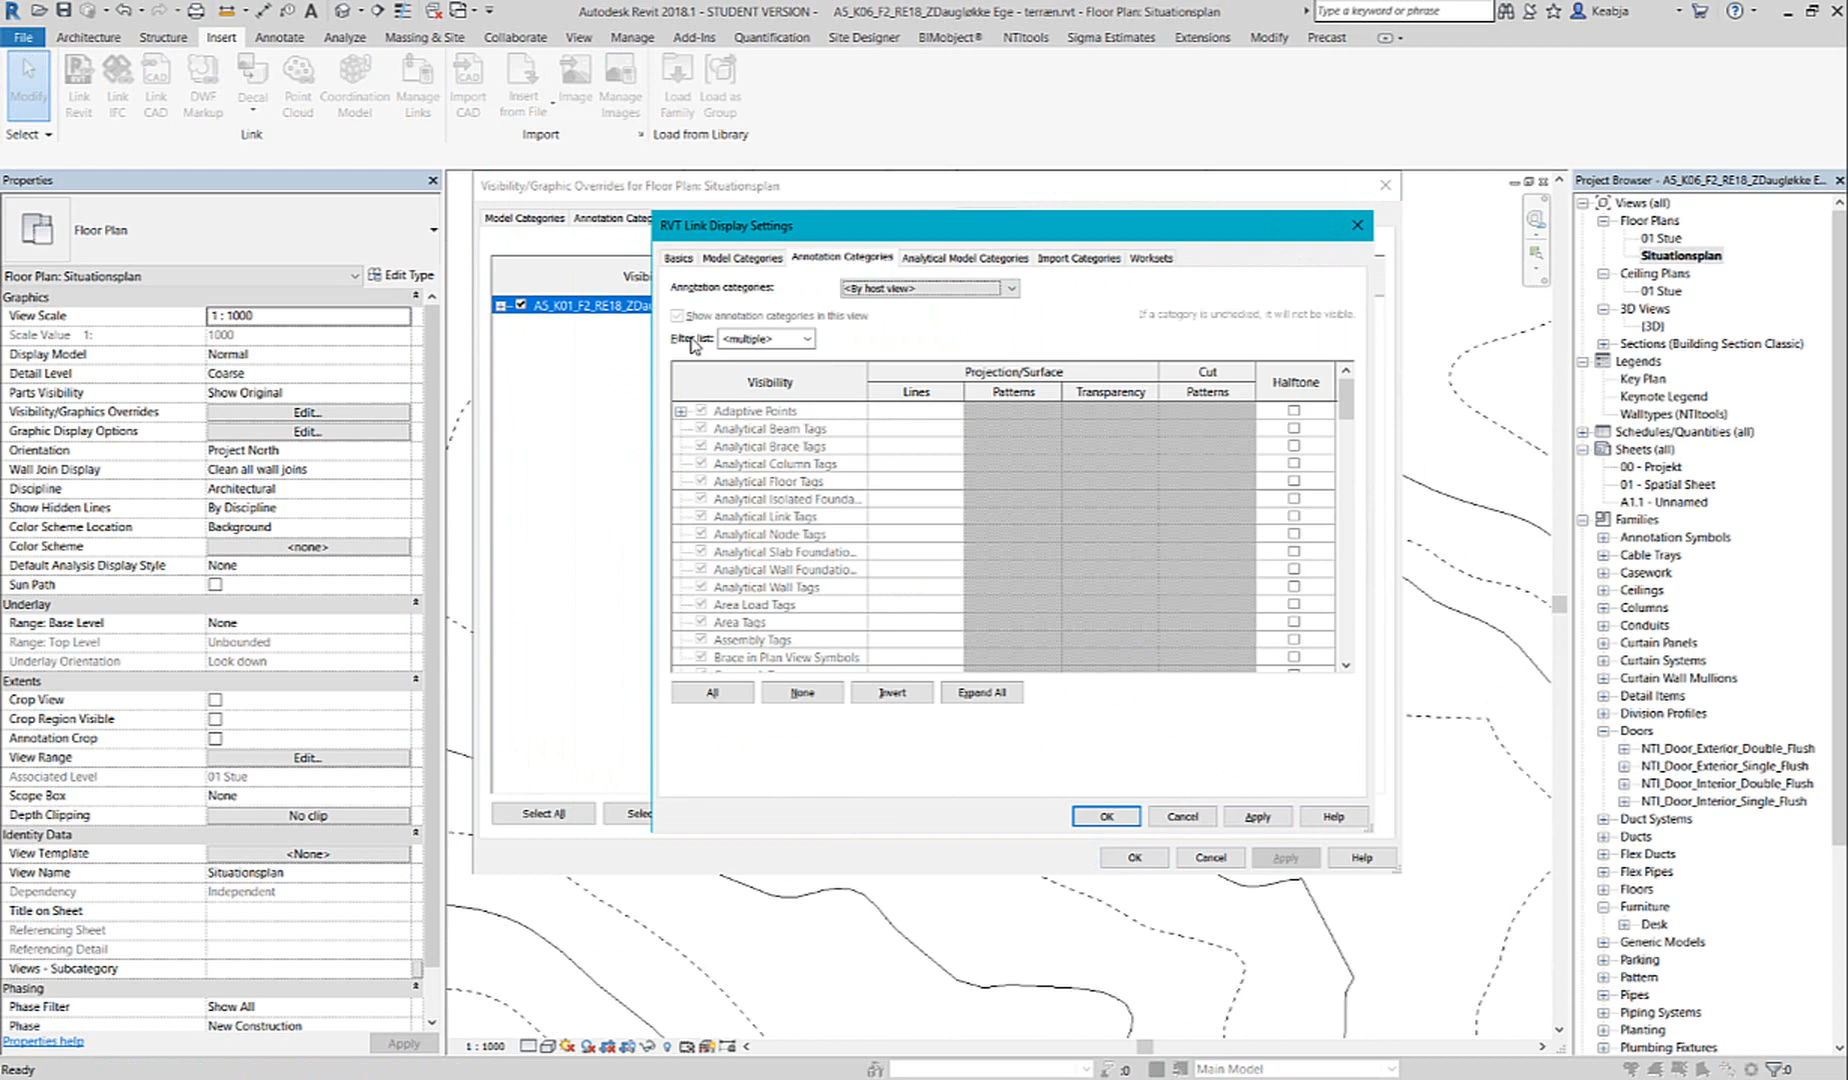 Autodesk Revit 2018.1 - STUDENT VERSION - A5_K06_F2_RE18_ZDaugløkke Ege - terræn.rvt - Floor Plan: Situationsplan
Type a keyword or phrase
Keabja
File Architecture Structure Insert Annotate Analyze Massing & Site Collaborate View Manage Add-Ins Quantification Site Designer BIMobject® NTItools Sigma Estimates Extensions Modify Precast
Modify
Link Revit
Link IFC
Link CAD
DWF Markup
Decal
Point Cloud
Coordination Model
Manage Links
Import CAD
Insert from File
Image
Manage Images
Load Family
Load as Group
Select
Link
Import
Load from Library
Properties
Floor Plan
Floor Plan: Situationsplan
Edit Type
Graphics
View Scale 1 : 1000
Scale Value 1: 1000
Display Model Normal
Detail Level Coarse
Parts Visibility Show Original
Visibility/Graphics Overrides Edit...
Graphic Display Options Edit...
Orientation Project North
Wall Join Display Clean all wall joins
Discipline Architectural
Show Hidden Lines By Discipline
Color Scheme Location Background
Color Scheme <none>
Default Analysis Display Style None
Sun Path
Underlay
Range: Base Level None
Range: Top Level Unbounded
Underlay Orientation Look down
Extents
Crop View
Crop Region Visible
Annotation Crop
View Range Edit...
Associated Level 01 Stue
Scope Box None
Depth Clipping No clip
Identity Data
View Template <None>
View Name Situationsplan
Dependency Independent
Title on Sheet
Referencing Sheet
Referencing Detail
Views - Subcategory
Phasing
Phase Filter Show All
Phase New Construction
Properties help
Apply
Visibility/Graphic Overrides for Floor Plan: Situationsplan
Model Categories Annotation Categ
Visibi
A5_K01_F2_RE18_ZDau
Select All
Selec
OK Cancel Apply Help
RVT Link Display Settings
Basics Model Categories Annotation Categories Analytical Model Categories Import Categories Worksets
Annotation categories: <By host view>
Show annotation categories in this view
If a category is unchecked, it will not be visible.
Filter list: <multiple>
Visibility
Projection/Surface
Cut
Halftone
Lines Patterns Transparency Patterns
Adaptive Points
Analytical Beam Tags
Analytical Brace Tags
Analytical Column Tags
Analytical Floor Tags
Analytical Isolated Founda...
Analytical Link Tags
Analytical Node Tags
Analytical Slab Foundatio...
Analytical Wall Foundatio...
Analytical Wall Tags
Area Load Tags
Area Tags
Assembly Tags
Brace in Plan View Symbols
All None Invert Expand All
OK Cancel Apply Help
Project Browser - A5_K06_F2_RE18_ZDaugløkke E...
Views (all)
Floor Plans
01 Stue
Situationsplan
Ceiling Plans
01 Stue
3D Views
{3D}
Sections (Building Section Classic)
Legends
Key Plan
Keynote Legend
Walltypes (NTItools)
Schedules/Quantities (all)
Sheets (all)
00 - Projekt
01 - Spatial Sheet
A1.1 - Unnamed
Families
Annotation Symbols
Cable Trays
Casework
Ceilings
Columns
Conduits
Curtain Panels
Curtain Systems
Curtain Wall Mullions
Detail Items
Division Profiles
Doors
NTI_Door_Exterior_Double_Flush
NTI_Door_Exterior_Single_Flush
NTI_Door_Interior_Double_Flush
NTI_Door_Interior_Single_Flush
Duct Systems
Ducts
Flex Ducts
Flex Pipes
Floors
Furniture
Desk
Generic Models
Parking
Pattern
Pipes
Piping Systems
Planting
Plumbing Fixtures
1 : 1000
Ready
:0
Main Model
:0